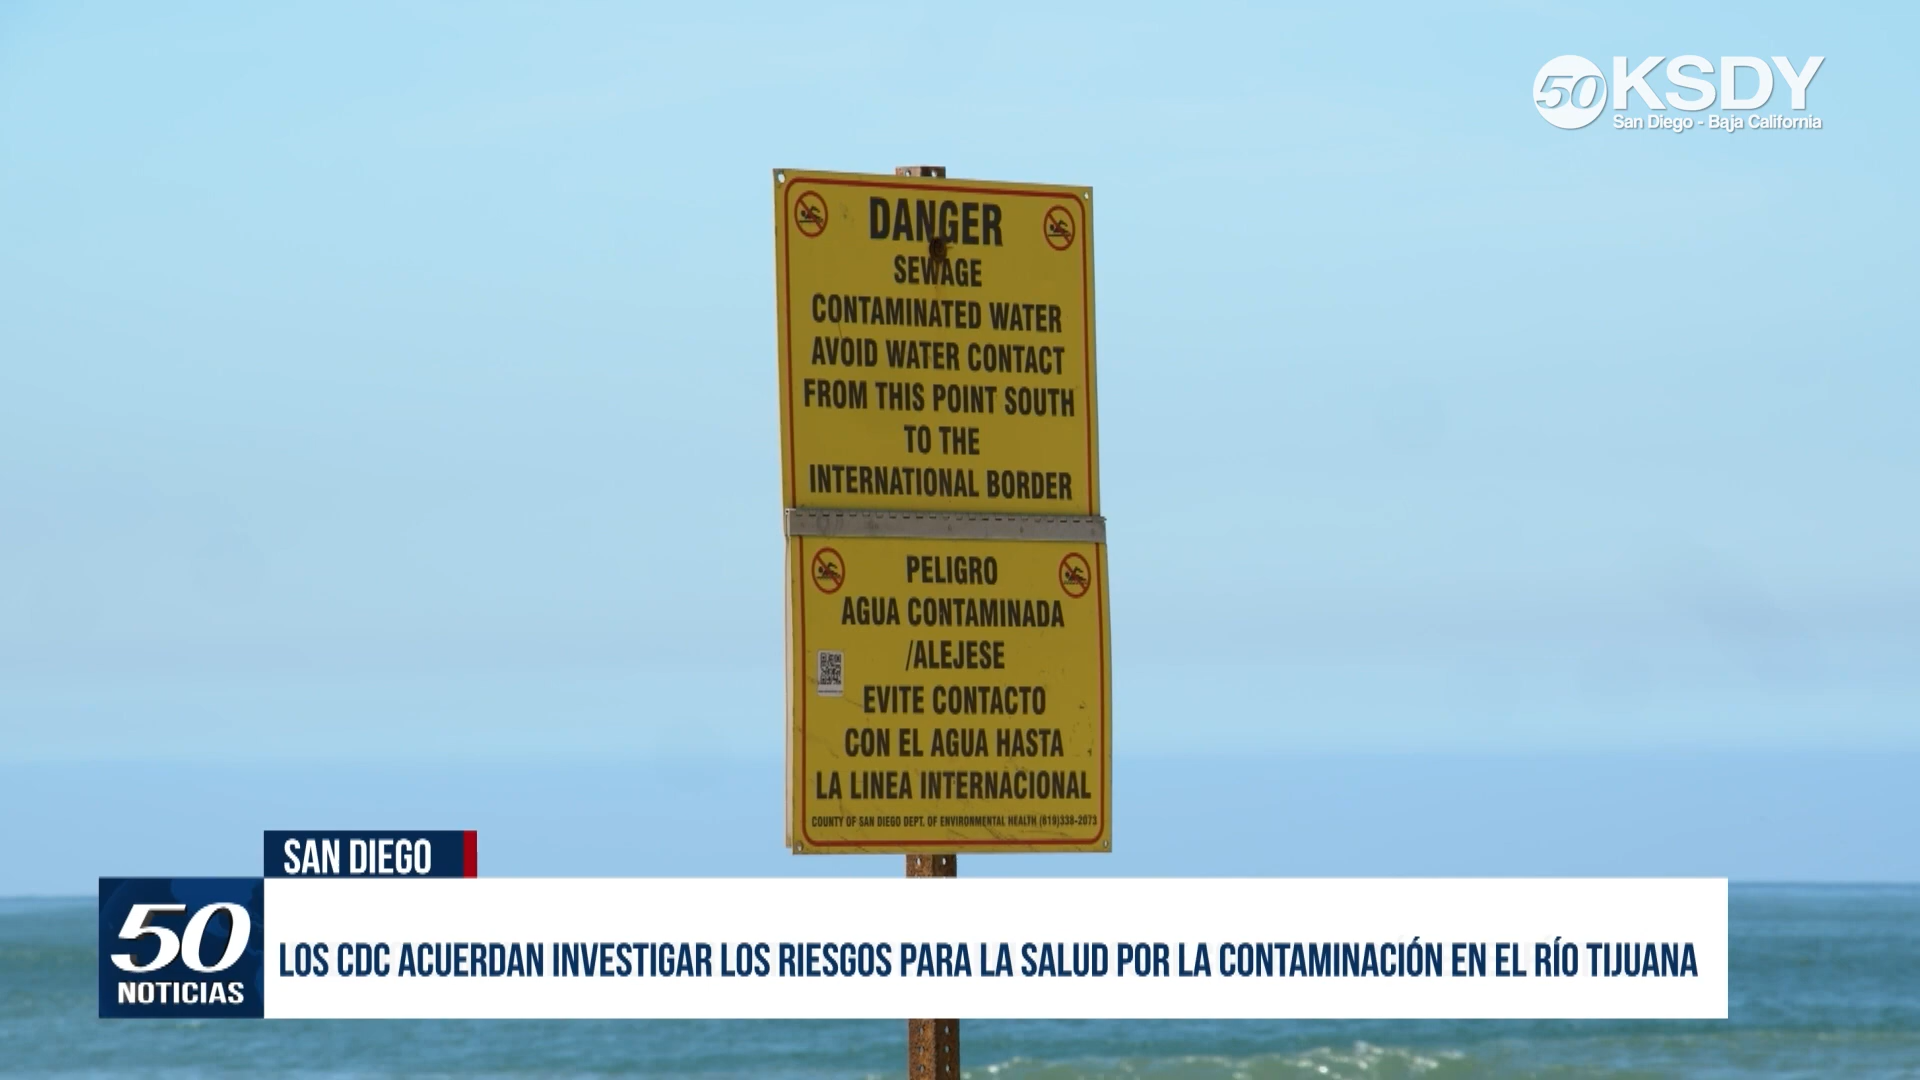 50 KSDY
San Diego - Baja California
DANGER
SEWAGE
CONTAMINATED WATER
AVOID WATER CONTACT
FROM THIS POINT SOUTH
TO THE
INTERNATIONAL BORDER
PELIGRO
AGUA CONTAMINADA
/ALEJESE
EVITE CONTACTO
CON EL AGUA HASTA
LA LINEA INTERNACIONAL
COUNTY OF SAN DIEGO DEPT. OF ENVIRONMENTAL HEALTH (619)338-2073
SAN DIEGO
50
NOTICIAS
LOS CDC ACUERDAN INVESTIGAR LOS RIESGOS PARA LA SALUD POR LA CONTAMINACIÓN EN EL RÍO TIJUANA